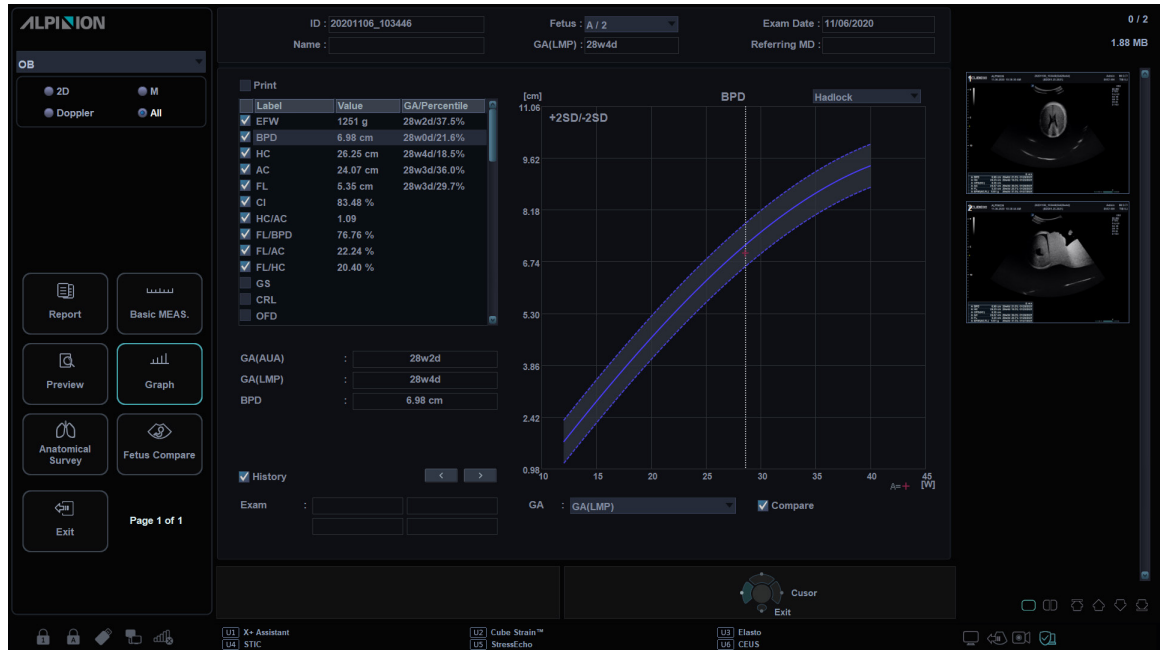 ALPINION
ID : 20201106_103446
Fetus : A / 2
Exam Date : 11/06/2020
0 / 2
Name :
GA(LMP) : 28w4d
Referring MD :
1.88 MB
OB
2D
M
Doppler
All
Print
Label Value GA/Percentile
EFW 1251 g 28w2d/37.5%
BPD 6.98 cm 28w0d/21.6%
HC 26.25 cm 28w4d/18.5%
AC 24.07 cm 28w3d/36.0%
FL 5.35 cm 28w3d/29.7%
CI 83.48 %
HC/AC 1.09
FL/BPD 76.76 %
FL/AC 22.24 %
FL/HC 20.40 %
GS
CRL
OFD
GA(AUA) : 28w2d
GA(LMP) : 28w4d
BPD : 6.98 cm
History
< >
Exam :
[cm]
BPD
Hadlock
+2SD/-2SD
11.06
9.62
8.18
6.74
5.30
3.86
2.42
0.98
10 15 20 25 30 35 40 45
A=+ [W]
GA : GA(LMP)
Compare
Report
Basic MEAS.
Preview
Graph
Anatomical Survey
Fetus Compare
Exit
Page 1 of 1
Cusor
Exit
U1 X+ Assistant
U2 Cube Strain™
U3 Elasto
U4 STIC
U5 StressEcho
U6 CEUS